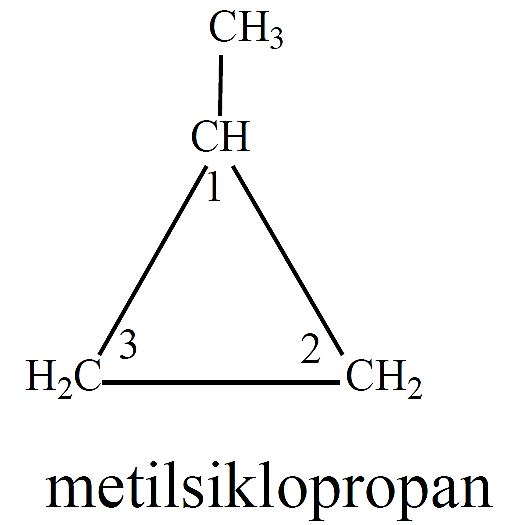 CH₃
CH
1
3 2
H₂C CH₂
metilsiklopropan